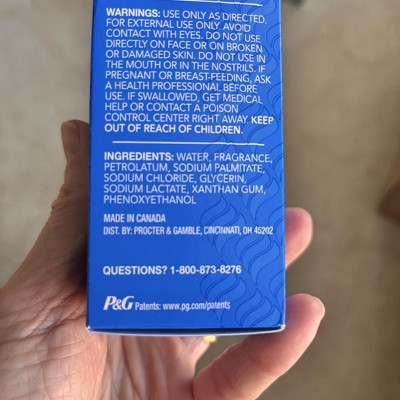 WARNINGS: USE ONLY AS DIRECTED.
FOR EXTERNAL USE ONLY. AVOID
CONTACT WITH EYES. DO NOT USE
DIRECTLY ON FACE OR ON BROKEN
OR DAMAGED SKIN. DO NOT USE IN
THE MOUTH OR IN THE NOSTRILS. IF
PREGNANT OR BREAST-FEEDING, ASK
A HEALTH PROFESSIONAL BEFORE
USE. IF SWALLOWED, GET MEDICAL
HELP OR CONTACT A POISON
CONTROL CENTER RIGHT AWAY. KEEP
OUT OF REACH OF CHILDREN.
INGREDIENTS: WATER, FRAGRANCE,
PETROLATUM, SODIUM PALMITATE,
SODIUM CHLORIDE, GLYCERIN,
SODIUM LACTATE, XANTHAN GUM,
PHENOXYETHANOL
MADE IN CANADA
DIST. BY: PROCTER & GAMBLE, CINCINNATI, OH 45202
QUESTIONS? 1-800-873-8276
P&G Patents: www.pg.com/patents